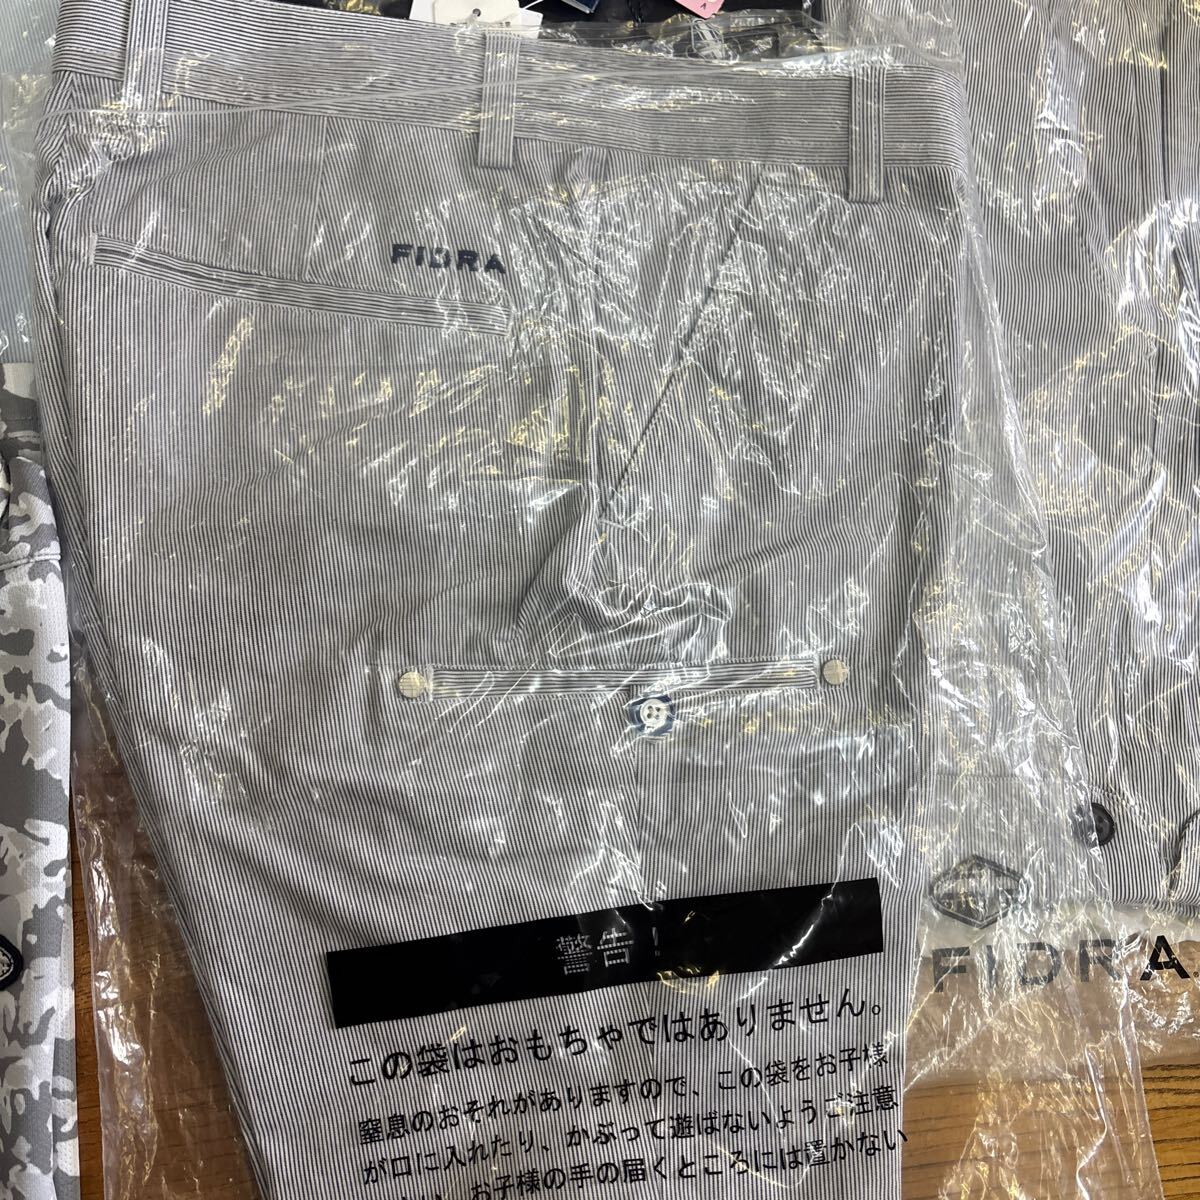 FIDRA
警告!
FIDRA
この袋はおもちゃではありません。
窒息のおそれがありますので、この袋をお子様
が口に入れたり、かぶって遊ばないようご注意
お子様の手の届くところには置かない